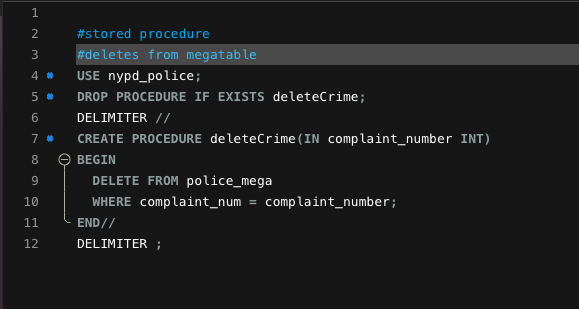 1
2 #stored procedure
3 #deletes from megatable
4 USE nypd_police;
5 DROP PROCEDURE IF EXISTS deleteCrime;
6 DELIMITER //
7 CREATE PROCEDURE deleteCrime(IN complaint_number INT)
8 BEGIN
9 DELETE FROM police_mega
10 WHERE complaint_num = complaint_number;
11 END//
12 DELIMITER ;